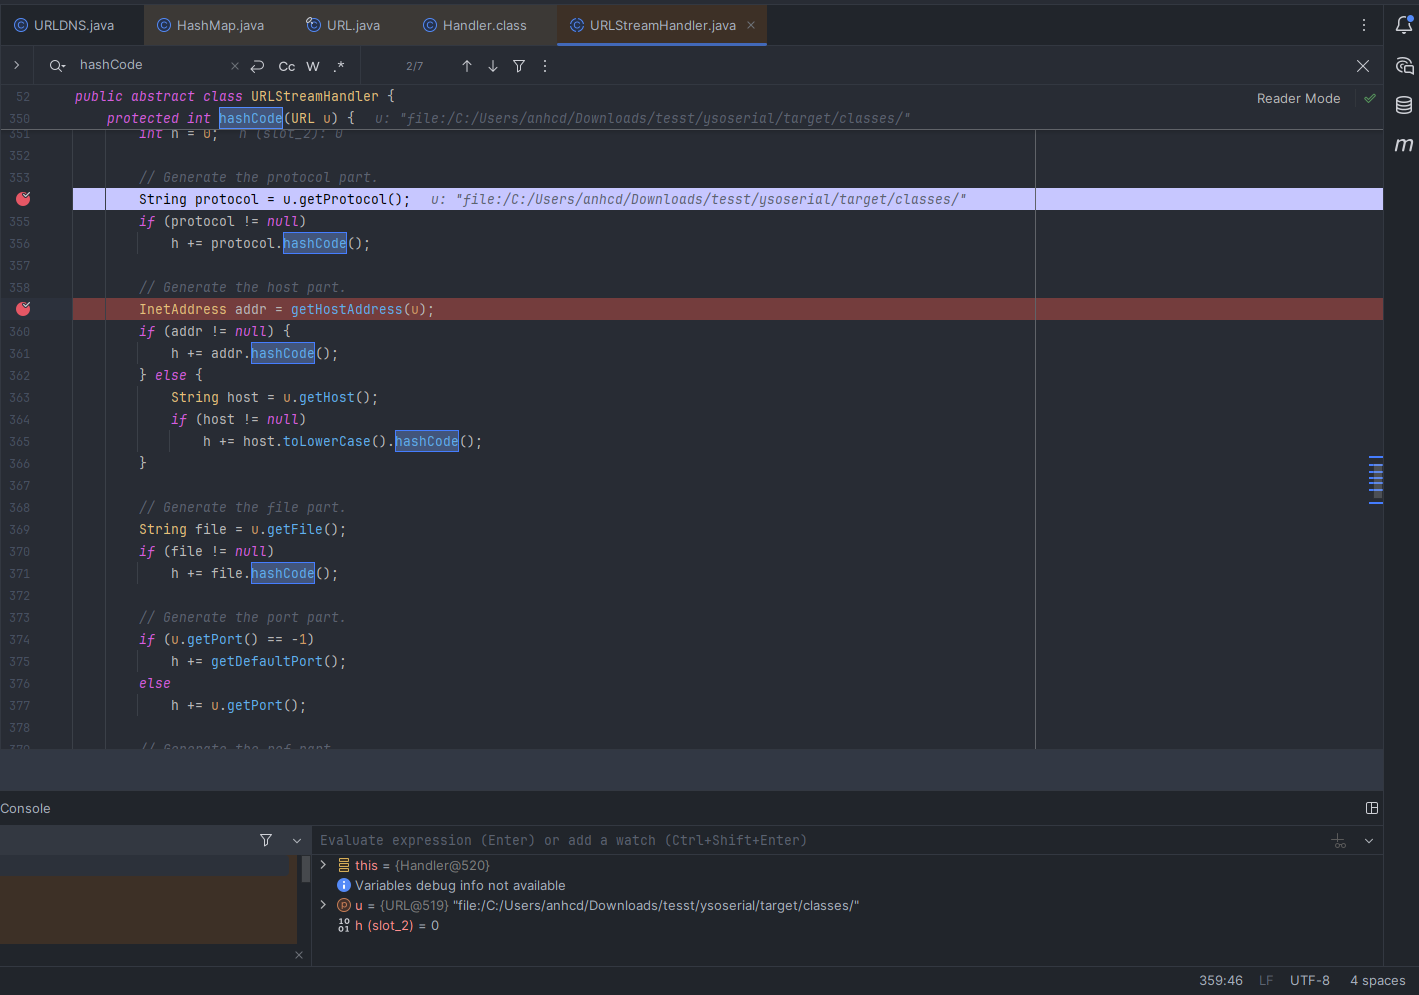 URLDNS.java HashMap.java URL.java Handler.class URLStreamHandler.java
hashCode Cc W .* 2/7
52 public abstract class URLStreamHandler { Reader Mode
350 protected int hashCode(URL u) { u: "file:/C:/Users/anhcd/Downloads/tesst/ysoserial/target/classes/"
351 int h = 0; h (slot_2): 0
352
353 // Generate the protocol part.
String protocol = u.getProtocol(); u: "file:/C:/Users/anhcd/Downloads/tesst/ysoserial/target/classes/"
355 if (protocol != null)
356 h += protocol.hashCode();
357
358 // Generate the host part.
InetAddress addr = getHostAddress(u);
360 if (addr != null) {
361 h += addr.hashCode();
362 } else {
363 String host = u.getHost();
364 if (host != null)
365 h += host.toLowerCase().hashCode();
366 }
367
368 // Generate the file part.
369 String file = u.getFile();
370 if (file != null)
371 h += file.hashCode();
372
373 // Generate the port part.
374 if (u.getPort() == -1)
375 h += getDefaultPort();
376 else
377 h += u.getPort();
378
379 // Generate the ref part.
Console
Evaluate expression (Enter) or add a watch (Ctrl+Shift+Enter)
this = {Handler@520}
Variables debug info not available
u = {URL@519} "file:/C:/Users/anhcd/Downloads/tesst/ysoserial/target/classes/"
h (slot_2) = 0
359:46 LF UTF-8 4 spaces